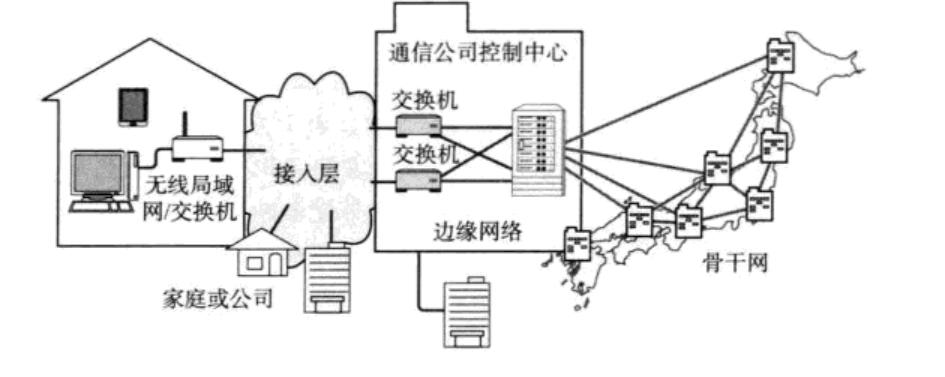 通信公司控制中心
交换机
交换机
接入层
无线局域
网/交换机
边缘网络
骨干网
家庭或公司